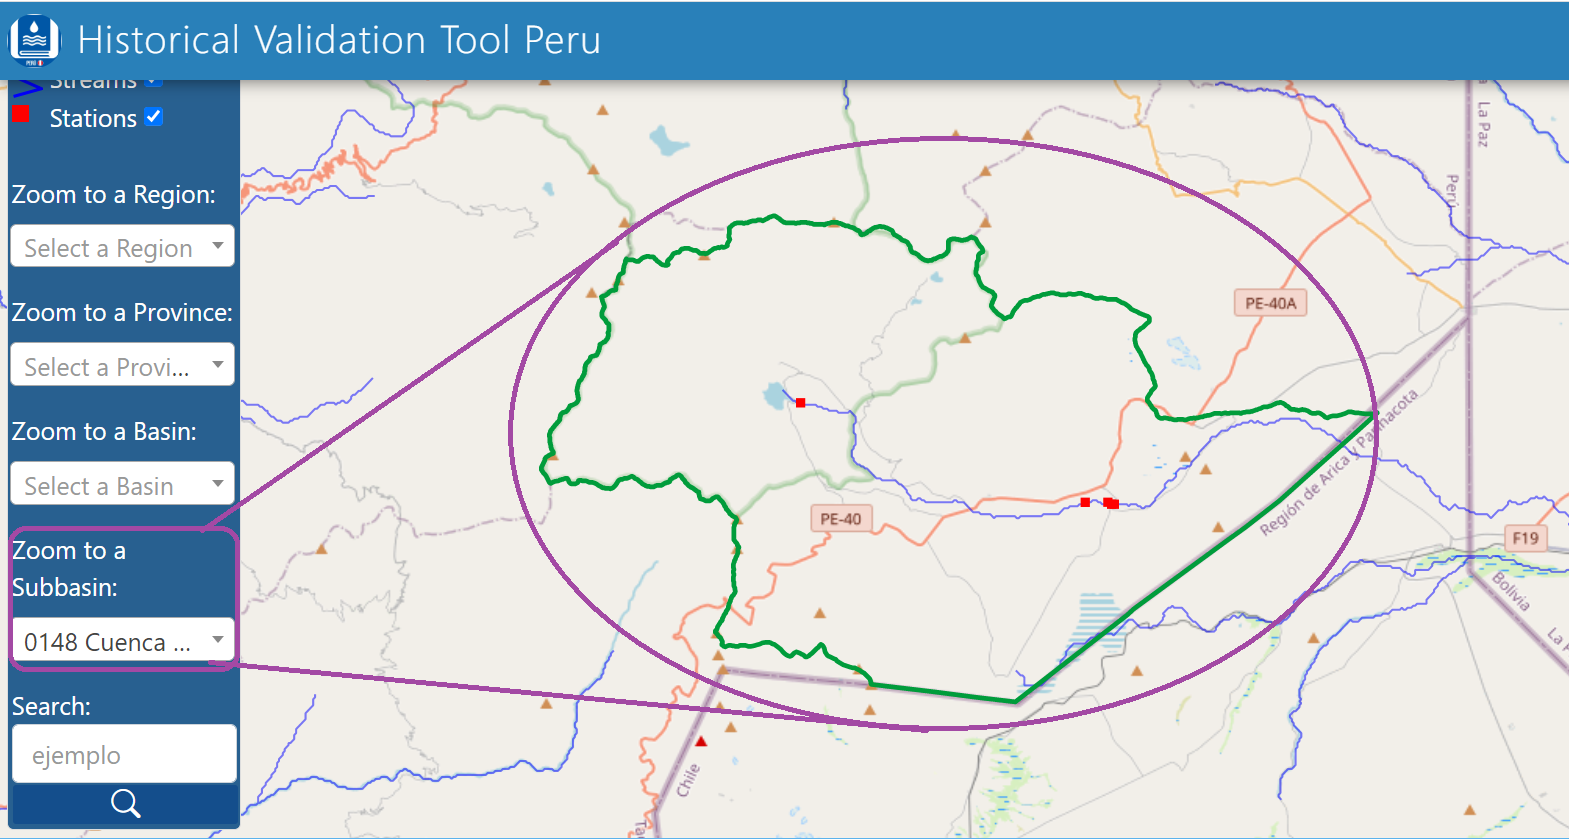 Historical Validation Tool Peru
PERU
Streams
Stations
Zoom to a Region:
Select a Region
Zoom to a Province:
Select a Provi...
Zoom to a Basin:
Select a Basin
Zoom to a
Subbasin:
0148 Cuenca ...
Search:
ejemplo
La Paz
Perú
PE-40A
Región de Arica y Parinacota
PE-40
F19
Bolivia
La P
Chile
Tac